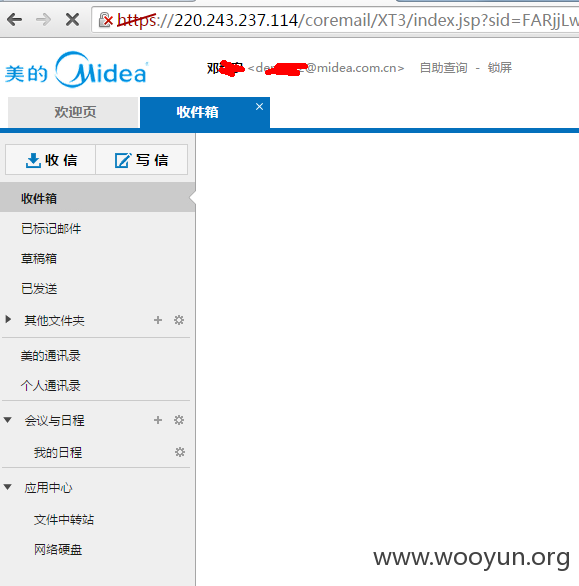 https://220.243.237.114/coremail/XT3/index.jsp?sid=FARjjLw
美的 Midea
邓 <de @midea.com.cn> 自助查询 - 锁屏
欢迎页 收件箱 ×
收信 写信
收件箱
已标记邮件
草稿箱
已发送
其他文件夹
美的通讯录
个人通讯录
会议与日程
我的日程
应用中心
文件中转站
网络硬盘
www.wooyun.org